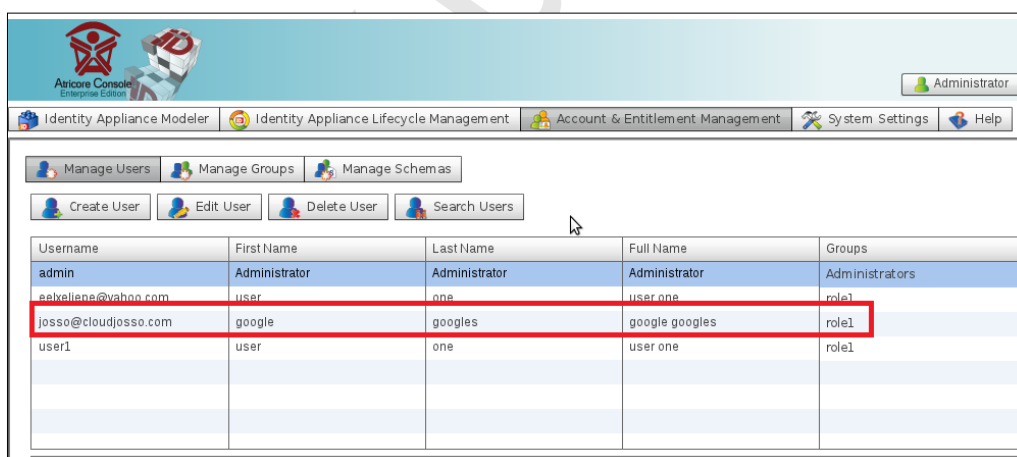 Atricore Console
Enterprise Edition
Administrator
Identity Appliance Modeler Identity Appliance Lifecycle Management Account & Entitlement Management System Settings Help
Manage Users Manage Groups Manage Schemas
Create User Edit User Delete User Search Users
Username First Name Last Name Full Name Groups
admin Administrator Administrator Administrator Administrators
eelxeliene@yahoo.com user one user one role1
josso@cloudjosso.com google googles google googles role1
user1 user one user one role1